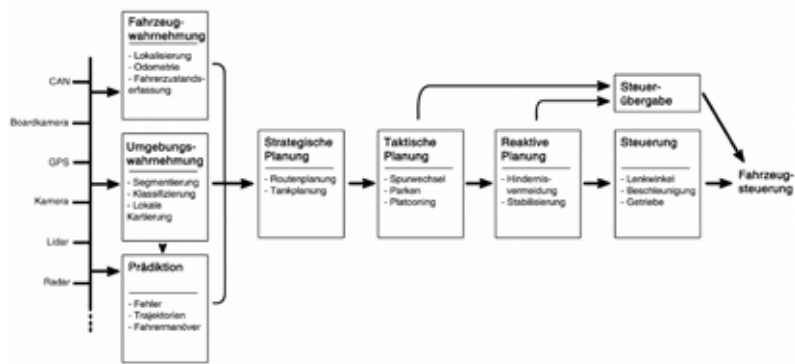 CAN
Boardkamera
GPS
Kamera
Lidar
Radar
Fahrzeug-
wahrnehmung
- Lokalisierung
- Odometrie
- Fahrerzustands-
erfassung
Umgebungs-
wahrnehmung
- Segmentierung
- Klassifizierung
- Lokale
Kartierung
Prädiktion
- Fehler
- Trajektorien
- Fahrermanöver
Strategische
Planung
- Routenplanung
- Tankplanung
Taktische
Planung
- Spurwechsel
- Parken
- Platooning
Reaktive
Planung
- Hindernis-
vermeidung
- Stabilisierung
Steuer-
übergabe
Steuerung
- Lenkwinkel
- Beschleunigung
- Getriebe
Fahrzeug-
steuerung